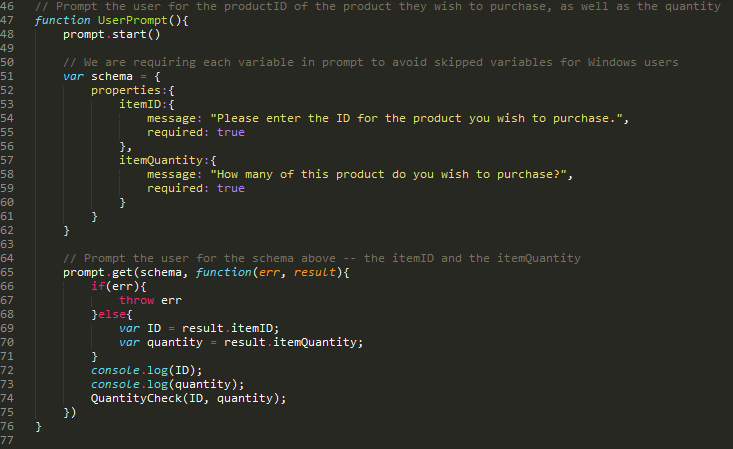 46 // Prompt the user for the productID of the product they wish to purchase, as well as the quantity
47 function UserPrompt(){
48     prompt.start()
49
50     // We are requiring each variable in prompt to avoid skipped variables for Windows users
51     var schema = {
52         properties:{
53             itemID:{
54                 message: "Please enter the ID for the product you wish to purchase.",
55                 required: true
56             },
57             itemQuantity:{
58                 message: "How many of this product do you wish to purchase?",
59                 required: true
60             }
61         }
62     }
63
64     // Prompt the user for the schema above -- the itemID and the itemQuantity
65     prompt.get(schema, function(err, result){
66         if(err){
67             throw err
68         }else{
69             var ID = result.itemID;
70             var quantity = result.itemQuantity;
71         }
72         console.log(ID);
73         console.log(quantity);
74         QuantityCheck(ID, quantity);
75     })
76 }
77